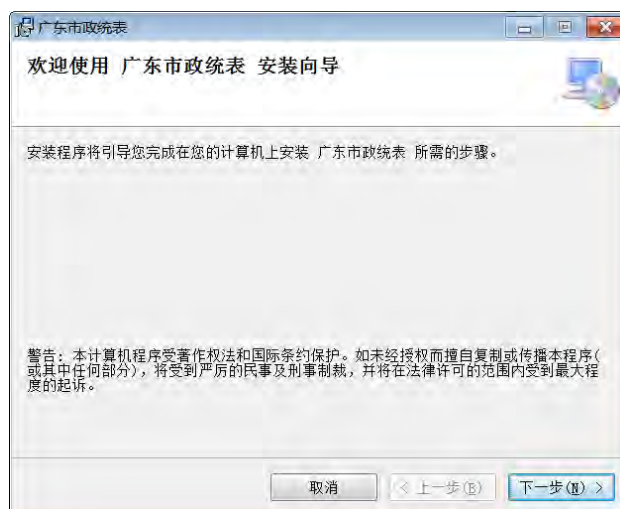 广东市政统表
欢迎使用 广东市政统表 安装向导
安装程序将引导您完成在您的计算机上安装 广东市政统表 所需的步骤。
警告: 本计算机程序受著作权法和国际条约保护。如未经授权而擅自复制或传播本程序(
或其中任何部分)，将受到严厉的民事及刑事制裁，并将在法律许可的范围内受到最大程
度的起诉。
取消 < 上一步(B) 下一步(N) >